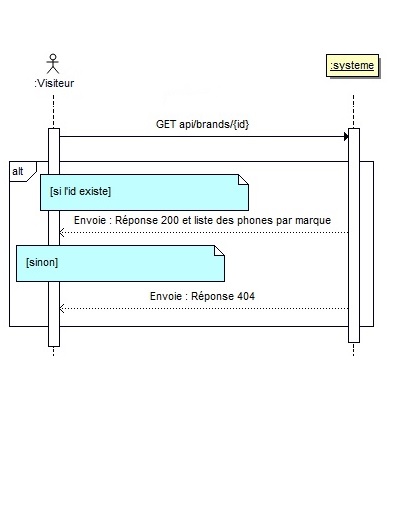 :Visiteur
:systeme
GET api/brands/{id}
alt
[si l'id existe]
Envoie : Réponse 200 et liste des phones par marque
[sinon]
Envoie : Réponse 404